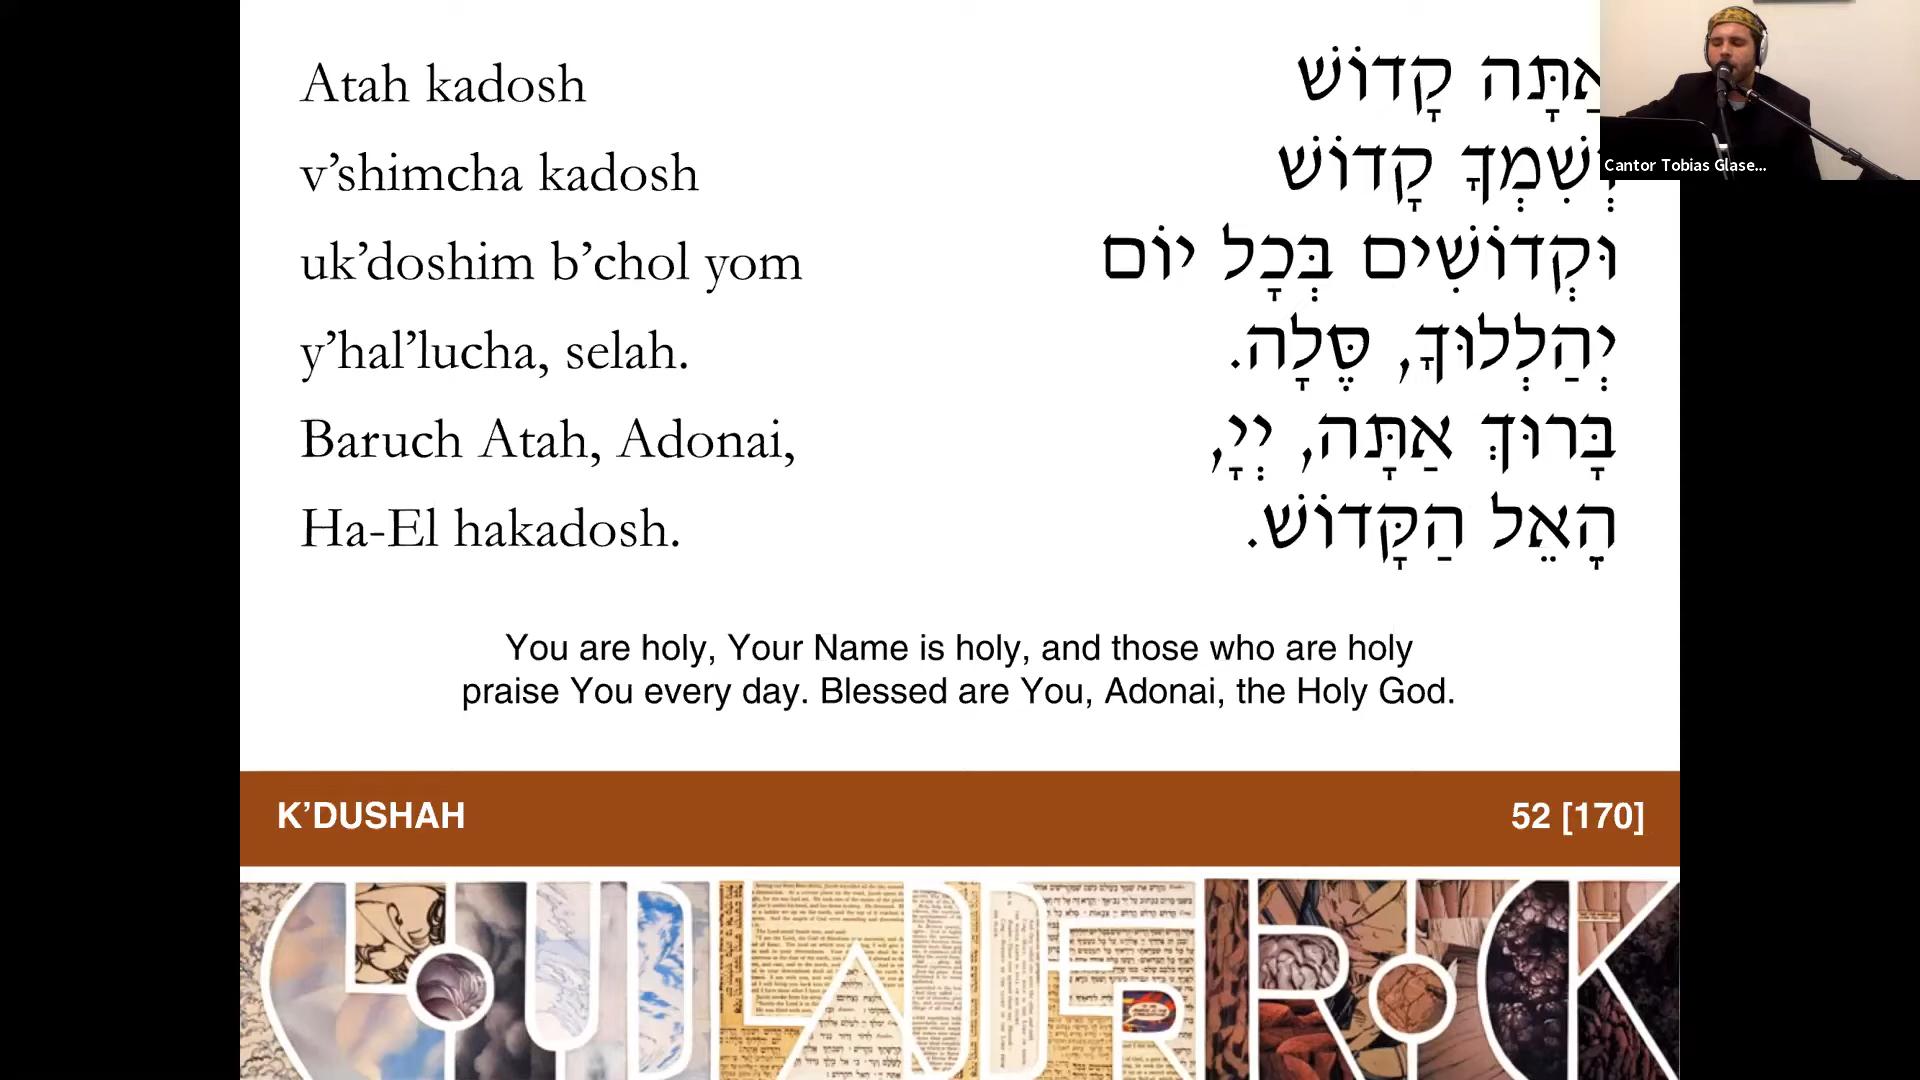 Atah kadosh
v’shimcha kadosh
uk’doshim b’chol yom
y’hal’lucha, selah.
Baruch Atah, Adonai,
Ha-El hakadosh.
אַתָּה קָדוֹשׁ
וְשִׁמְךָ קָדוֹשׁ
וּקְדוֹשִׁים בְּכָל יוֹם
יְהַלְלוּךָ, סֶּלָה.
בָּרוּךְ אַתָּה, יְיָ,
הָאֵל הַקָּדוֹשׁ.
Cantor Tobias Glase...
You are holy, Your Name is holy, and those who are holy
praise You every day. Blessed are You, Adonai, the Holy God.
K’DUSHAH
52 [170]